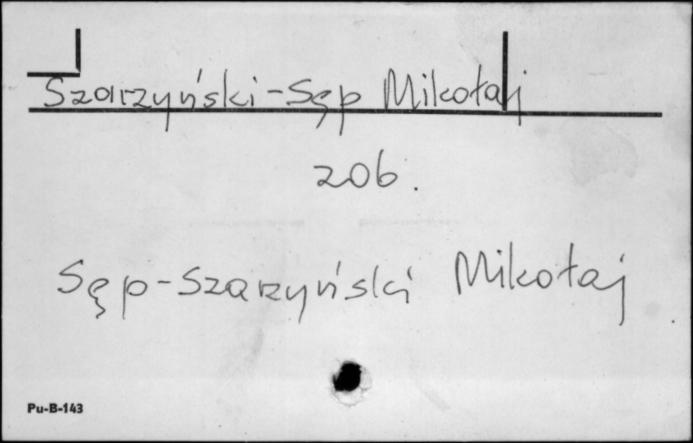 Szarzyński-Sęp Mikołaj
zob.
Sęp-Szarzyński Mikołaj
Pu-B-143